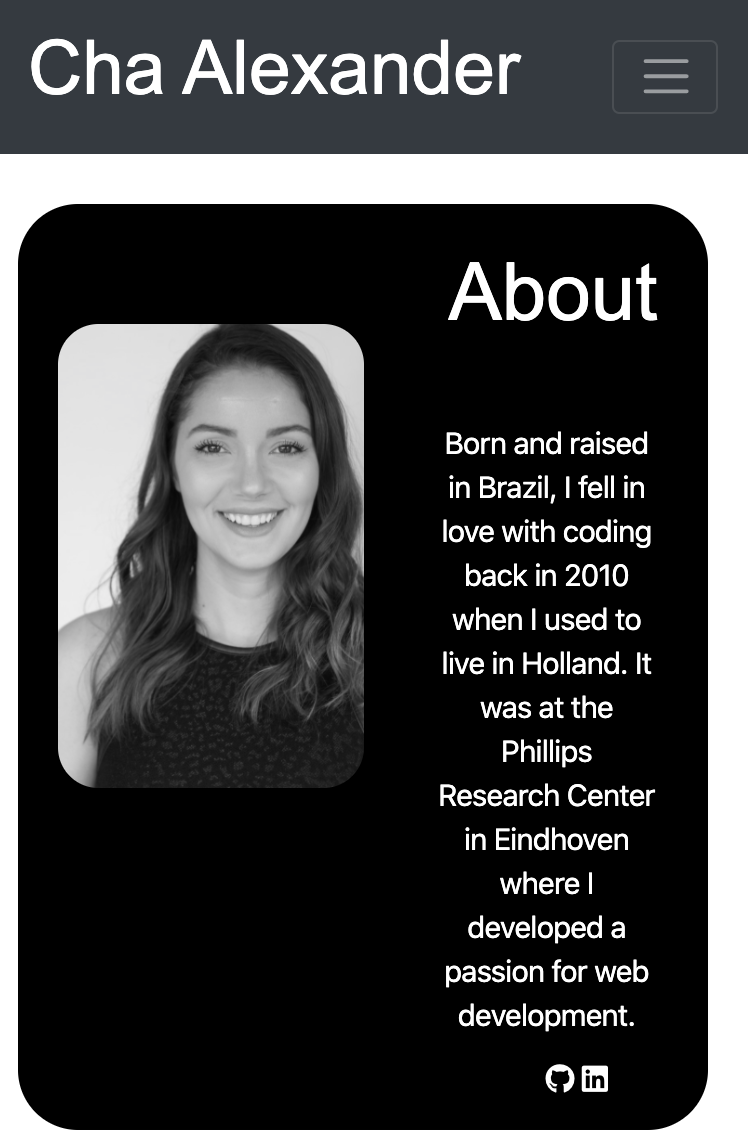 Cha Alexander
About
Born and raised
in Brazil, I fell in
love with coding
back in 2010
when I used to
live in Holland. It
was at the
Phillips
Research Center
in Eindhoven
where I
developed a
passion for web
development.
in